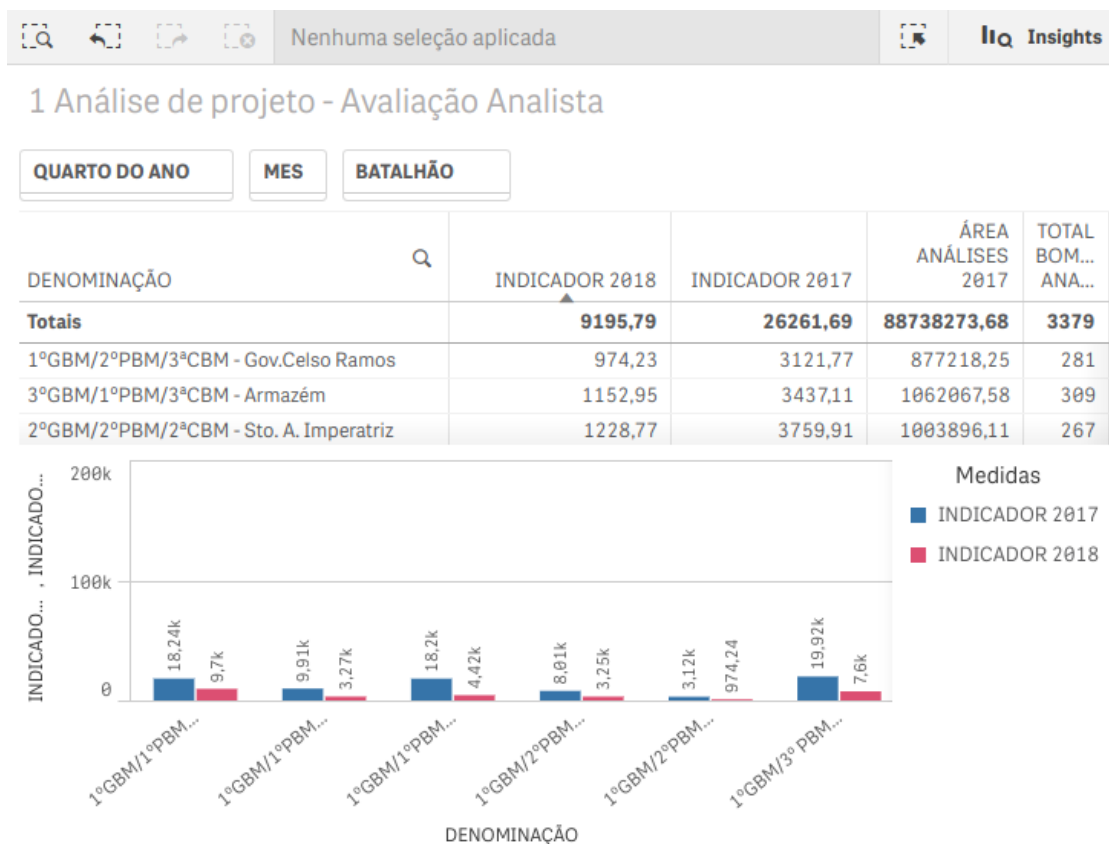 Nenhuma seleção aplicada
Insights
1 Análise de projeto - Avaliação Analista
QUARTO DO ANO MES BATALHÃO
DENOMINAÇÃO INDICADOR 2018 INDICADOR 2017 ÁREA ANÁLISES 2017 TOTAL BOM... ANA...
Totais 9195,79 26261,69 88738273,68 3379
1ºGBM/2ºPBM/3ªCBM - Gov.Celso Ramos 974,23 3121,77 877218,25 281
3ºGBM/1ºPBM/3ªCBM - Armazém 1152,95 3437,11 1062067,58 309
2ºGBM/2ºPBM/2ªCBM - Sto. A. Imperatriz 1228,77 3759,91 1003896,11 267
INDICADO... , INDICADO...
200k
100k
0
18,24k 9,7k 9,91k 3,27k 18,2k 4,42k 8,01k 3,25k 3,12k 974,24 19,92k 7,6k
1ºGBM/1ºPBM... 1ºGBM/1ºPBM... 1ºGBM/1ºPBM... 1ºGBM/2ºPBM... 1ºGBM/2ºPBM... 1ºGBM/3º PBM...
DENOMINAÇÃO
Medidas
INDICADOR 2017
INDICADOR 2018